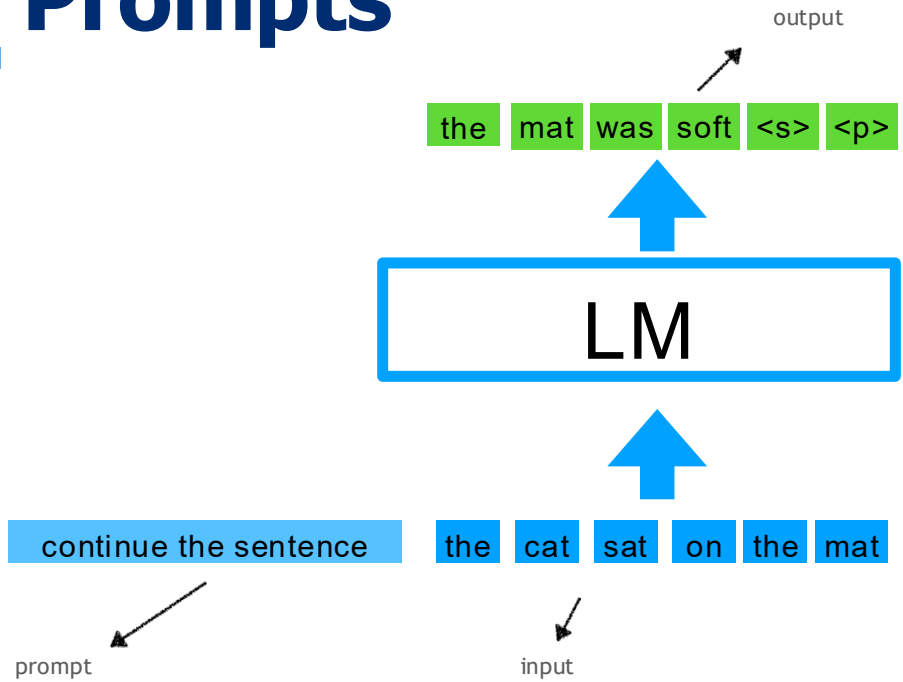 Prompts
output
the mat was soft <s> <p>
LM
continue the sentence the cat sat on the mat
prompt input